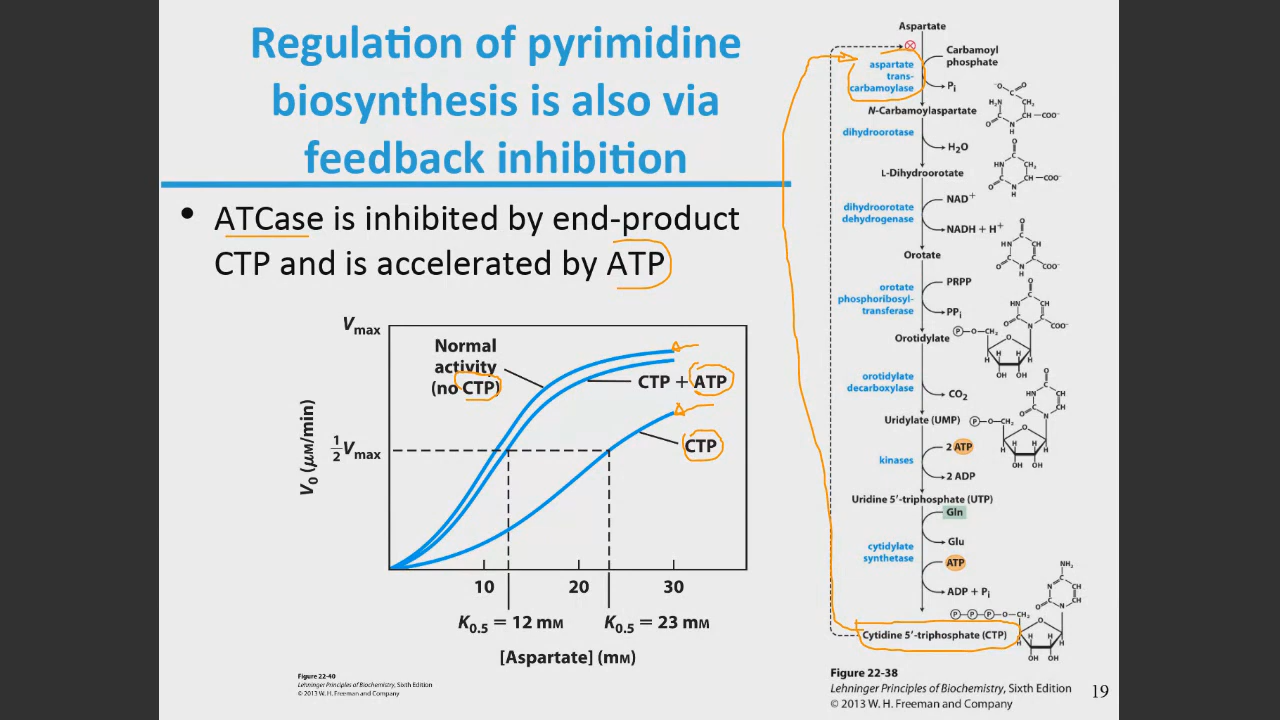 Regulation of pyrimidine
biosynthesis is also via
feedback inhibition
• ATCase is inhibited by end-product
CTP and is accelerated by ATP
Vmax
Normal
activity
(no CTP)
CTP + ATP
CTP
½Vmax
V₀ (μM/min)
10 20 30
K₀.₅ = 12 mM K₀.₅ = 23 mM
[Aspartate] (mM)
Figure 22-40
Lehninger Principles of Biochemistry, Sixth Edition
© 2013 W. H. Freeman and Company
Aspartate
Carbamoyl
phosphate
aspartate
trans-
carbamoylase
Pi
N-Carbamoylaspartate
dihydroorotase
H₂O
L-Dihydroorotate
NAD⁺
dihydroorotate
dehydrogenase
NADH + H⁺
Orotate
PRPP
orotate
phosphoribosyl-
transferase
PPi
Orotidylate
orotidylate
decarboxylase
CO₂
Uridylate (UMP)
2 ATP
kinases
2 ADP
Uridine 5′-triphosphate (UTP)
Gln
Glu
cytidylate
synthetase
ATP
ADP + Pi
Cytidine 5′-triphosphate (CTP)
Figure 22-38
Lehninger Principles of Biochemistry, Sixth Edition
© 2013 W. H. Freeman and Company
19